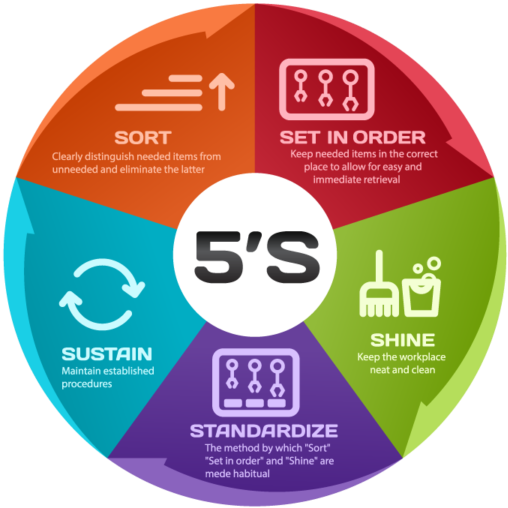 SORT
Clearly distinguish needed items from
unneeded and eliminate the latter
SET IN ORDER
Keep needed items in the correct
place to allow for easy and
immediate retrieval
5'S
SHINE
Keep the workplace
neat and clean
SUSTAIN
Maintain established
procedures
STANDARDIZE
The method by which "Sort"
"Set in order" and "Shine" are
mede habitual